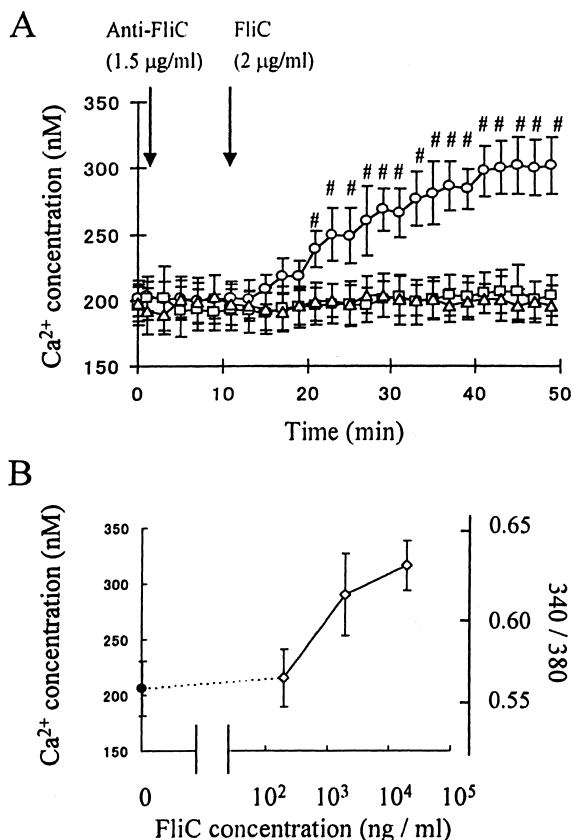 A
Anti-FliC FliC
(1.5 μg/ml) (2 μg/ml)
350
300
250
200
150
Ca²⁺ concentration (nM)
# # # # # # # # # # # # # # #
0 10 20 30 40 50
Time (min)
B
350
300
250
200
150
Ca²⁺ concentration (nM)
0.65
0.60
0.55
340 / 380
0 10² 10³ 10⁴ 10⁵
FliC concentration (ng / ml)